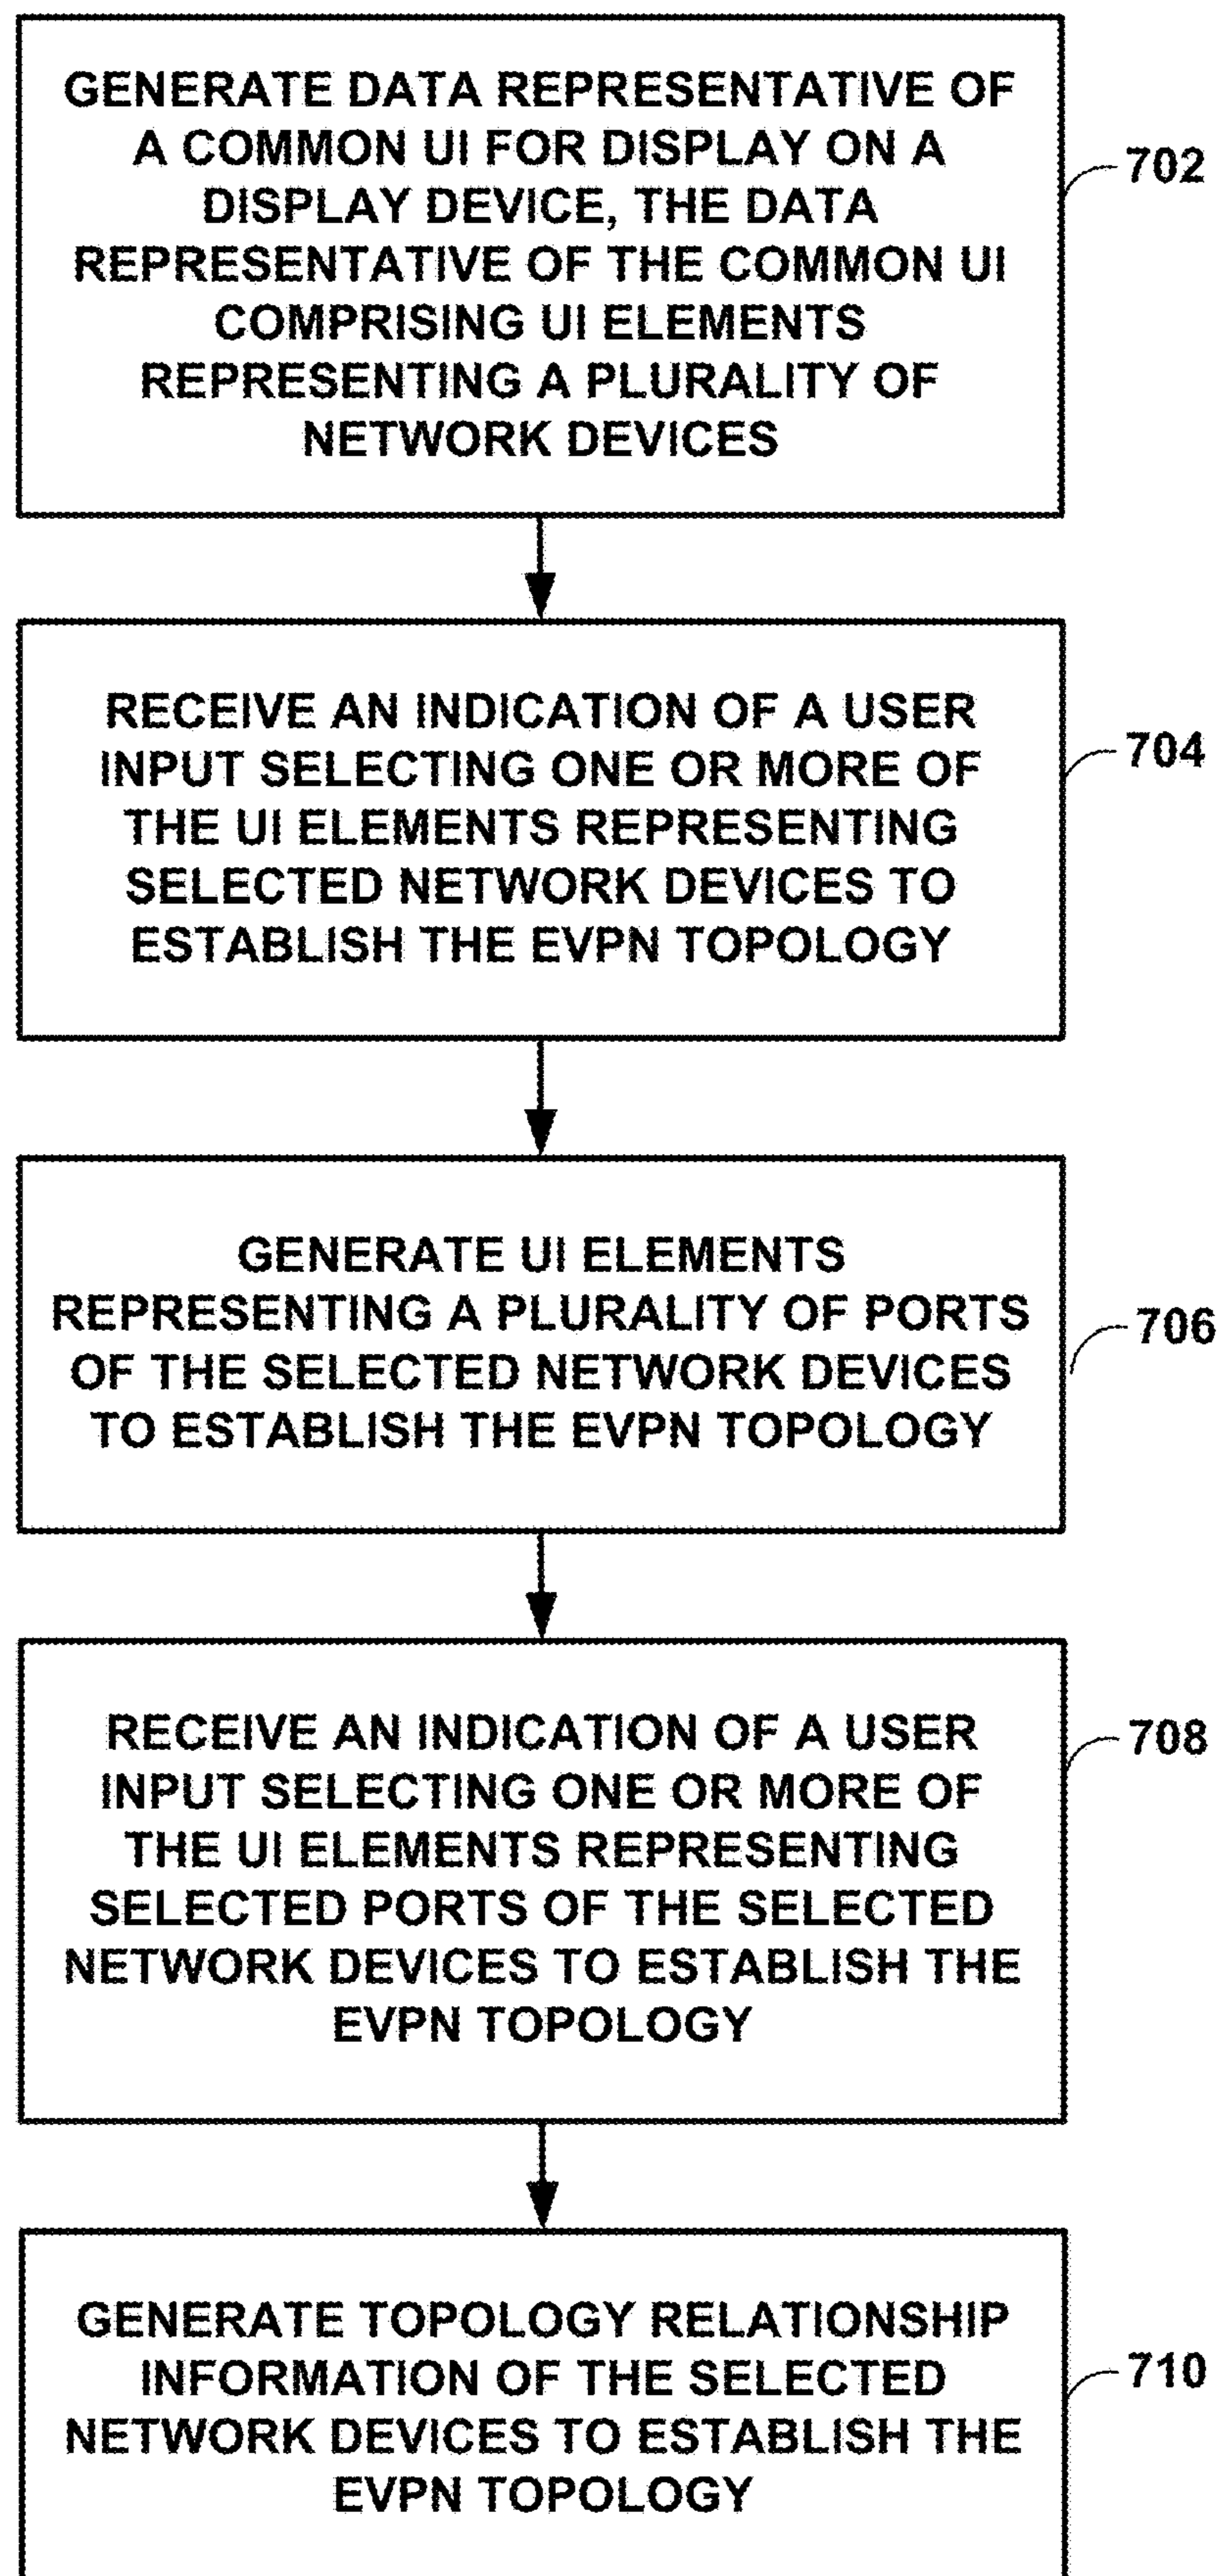 GENERATE DATA REPRESENTATIVE OF
A COMMON UI FOR DISPLAY ON A
DISPLAY DEVICE, THE DATA
REPRESENTATIVE OF THE COMMON UI
COMPRISING UI ELEMENTS
REPRESENTING A PLURALITY OF
NETWORK DEVICES
702
RECEIVE AN INDICATION OF A USER
INPUT SELECTING ONE OR MORE OF
THE UI ELEMENTS REPRESENTING
SELECTED NETWORK DEVICES TO
ESTABLISH THE EVPN TOPOLOGY
704
GENERATE UI ELEMENTS
REPRESENTING A PLURALITY OF PORTS
OF THE SELECTED NETWORK DEVICES
TO ESTABLISH THE EVPN TOPOLOGY
706
RECEIVE AN INDICATION OF A USER
INPUT SELECTING ONE OR MORE OF
THE UI ELEMENTS REPRESENTING
SELECTED PORTS OF THE SELECTED
NETWORK DEVICES TO ESTABLISH THE
EVPN TOPOLOGY
708
GENERATE TOPOLOGY RELATIONSHIP
INFORMATION OF THE SELECTED
NETWORK DEVICES TO ESTABLISH THE
EVPN TOPOLOGY
710